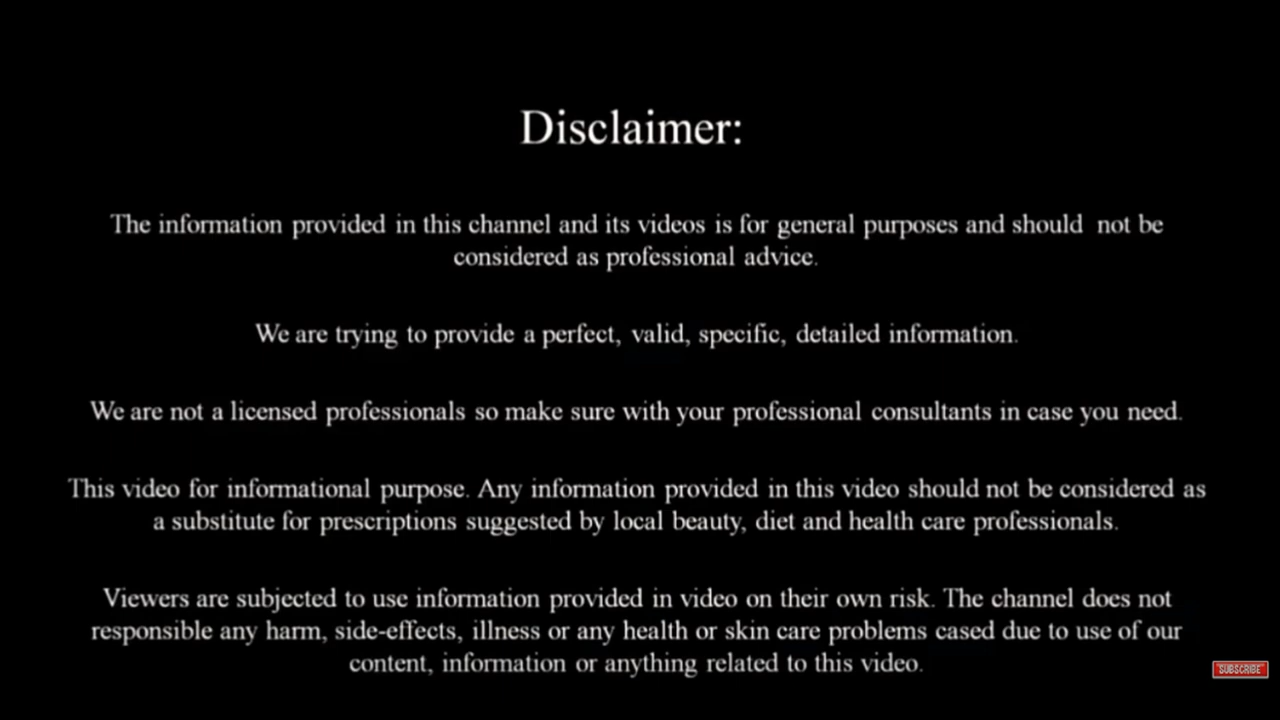 Disclaimer:
The information provided in this channel and its videos is for general purposes and should not be
considered as professional advice.
We are trying to provide a perfect, valid, specific, detailed information.
We are not a licensed professionals so make sure with your professional consultants in case you need.
This video for informational purpose. Any information provided in this video should not be considered as
a substitute for prescriptions suggested by local beauty, diet and health care professionals.
Viewers are subjected to use information provided in video on their own risk. The channel does not
responsible any harm, side-effects, illness or any health or skin care problems cased due to use of our
content, information or anything related to this video.
"SUBSCRIBE"